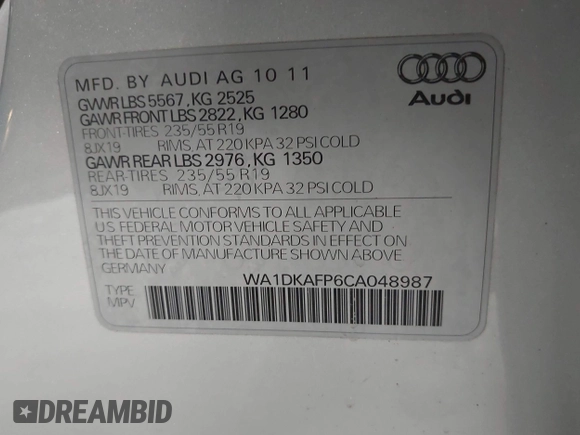 MFD. BY AUDI AG 10 11
GVWR LBS 5567, KG 2525
GAWR FRONT LBS 2822, KG 1280
FRONT-TIRES 235/55 R19
8JX19 RIMS, AT 220 KPA 32 PSI COLD
GAWR REAR LBS 2976, KG 1350
REAR-TIRES 235/55 R19
8JX19 RIMS, AT 220 KPA 32 PSI COLD
Audi
THIS VEHICLE CONFORMS TO ALL APPLICABLE
US FEDERAL MOTOR VEHICLE SAFETY AND
THEFT PREVENTION STANDARDS IN EFFECT ON
THE DATE OF MANUFACTURE SHOWN ABOVE.
GERMANY
WA1DKAFP6CA048987
TYPE
MPV
DREAMBID